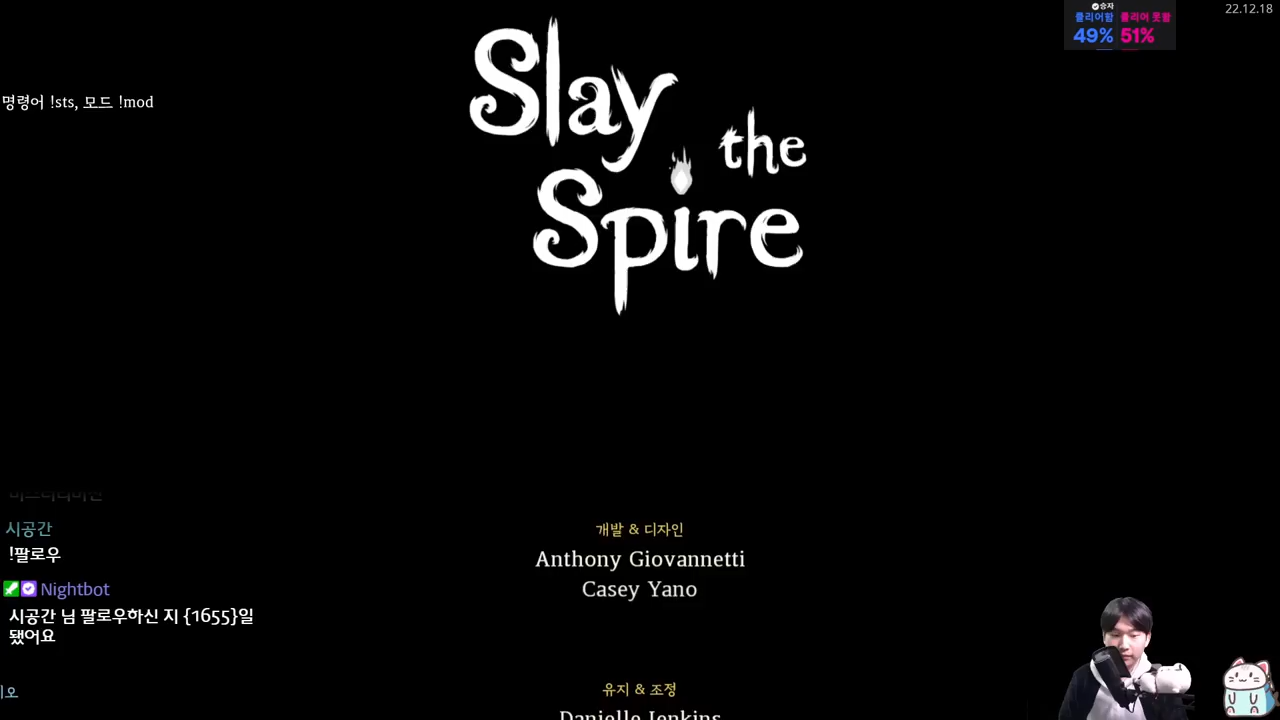 승자
클리어함 클리어 못함
49% 51%
22.12.18
명령어 !sts, 모드 !mod
Slay
the
Spire
시공간
!팔로우
Nightbot
시공간 님 팔로우하신 지 {1655}일
됐어요
개발 & 디자인
Anthony Giovannetti
Casey Yano
유지 & 조정
Danielle Jenkins